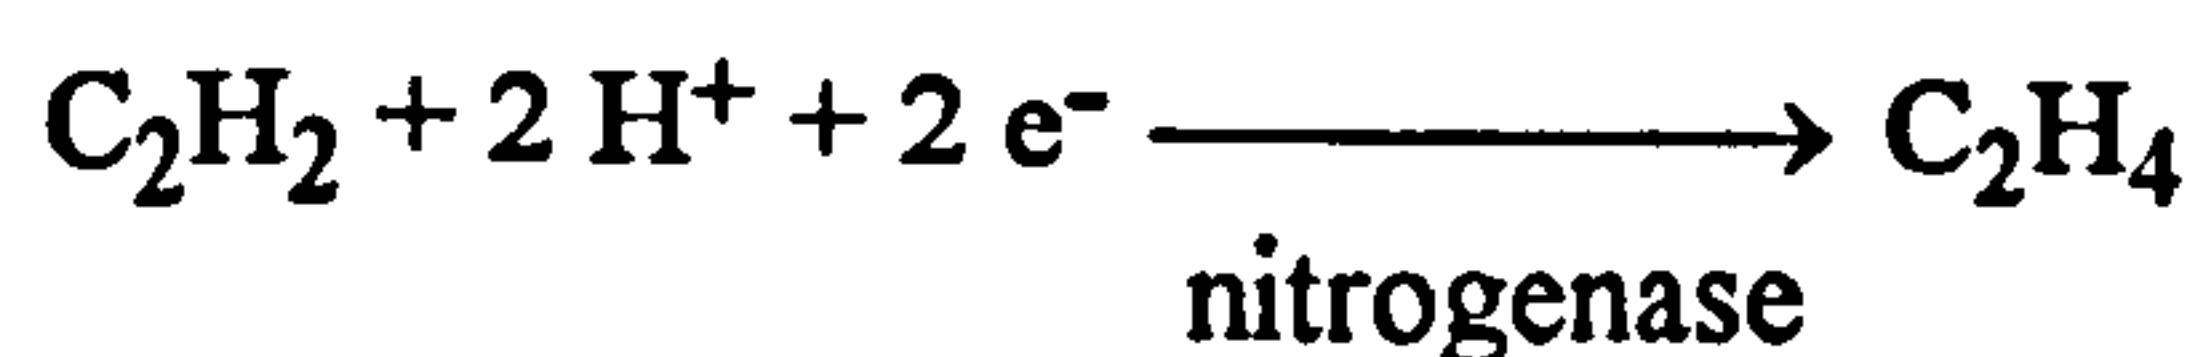 C₂H₂ + 2 H⁺ + 2 e⁻ ⟶ C₂H₄
nitrogenase